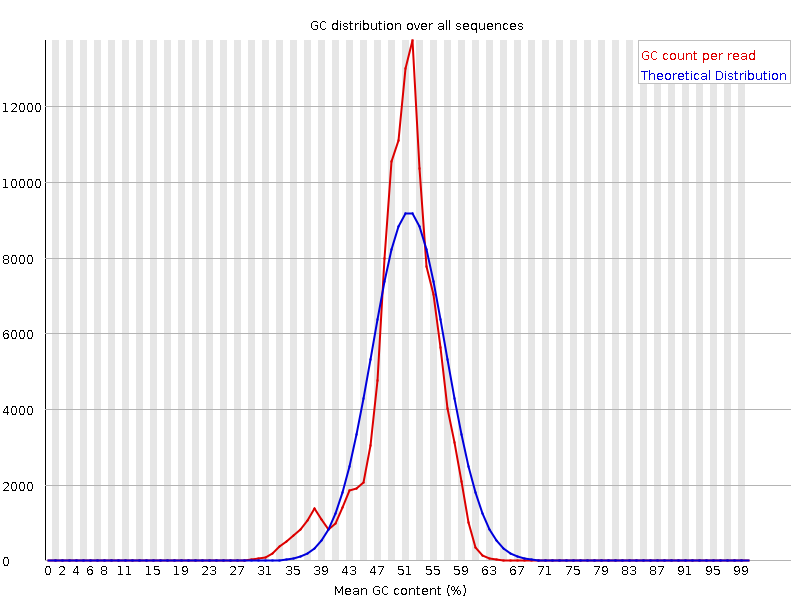 GC distribution over all sequences
GC count per read
Theoretical Distribution
12000
10000
8000
6000
4000
2000
0
0 2 4 6 8 11 15 19 23 27 31 35 39 43 47 51 55 59 63 67 71 75 79 83 87 91 95 99
Mean GC content (%)